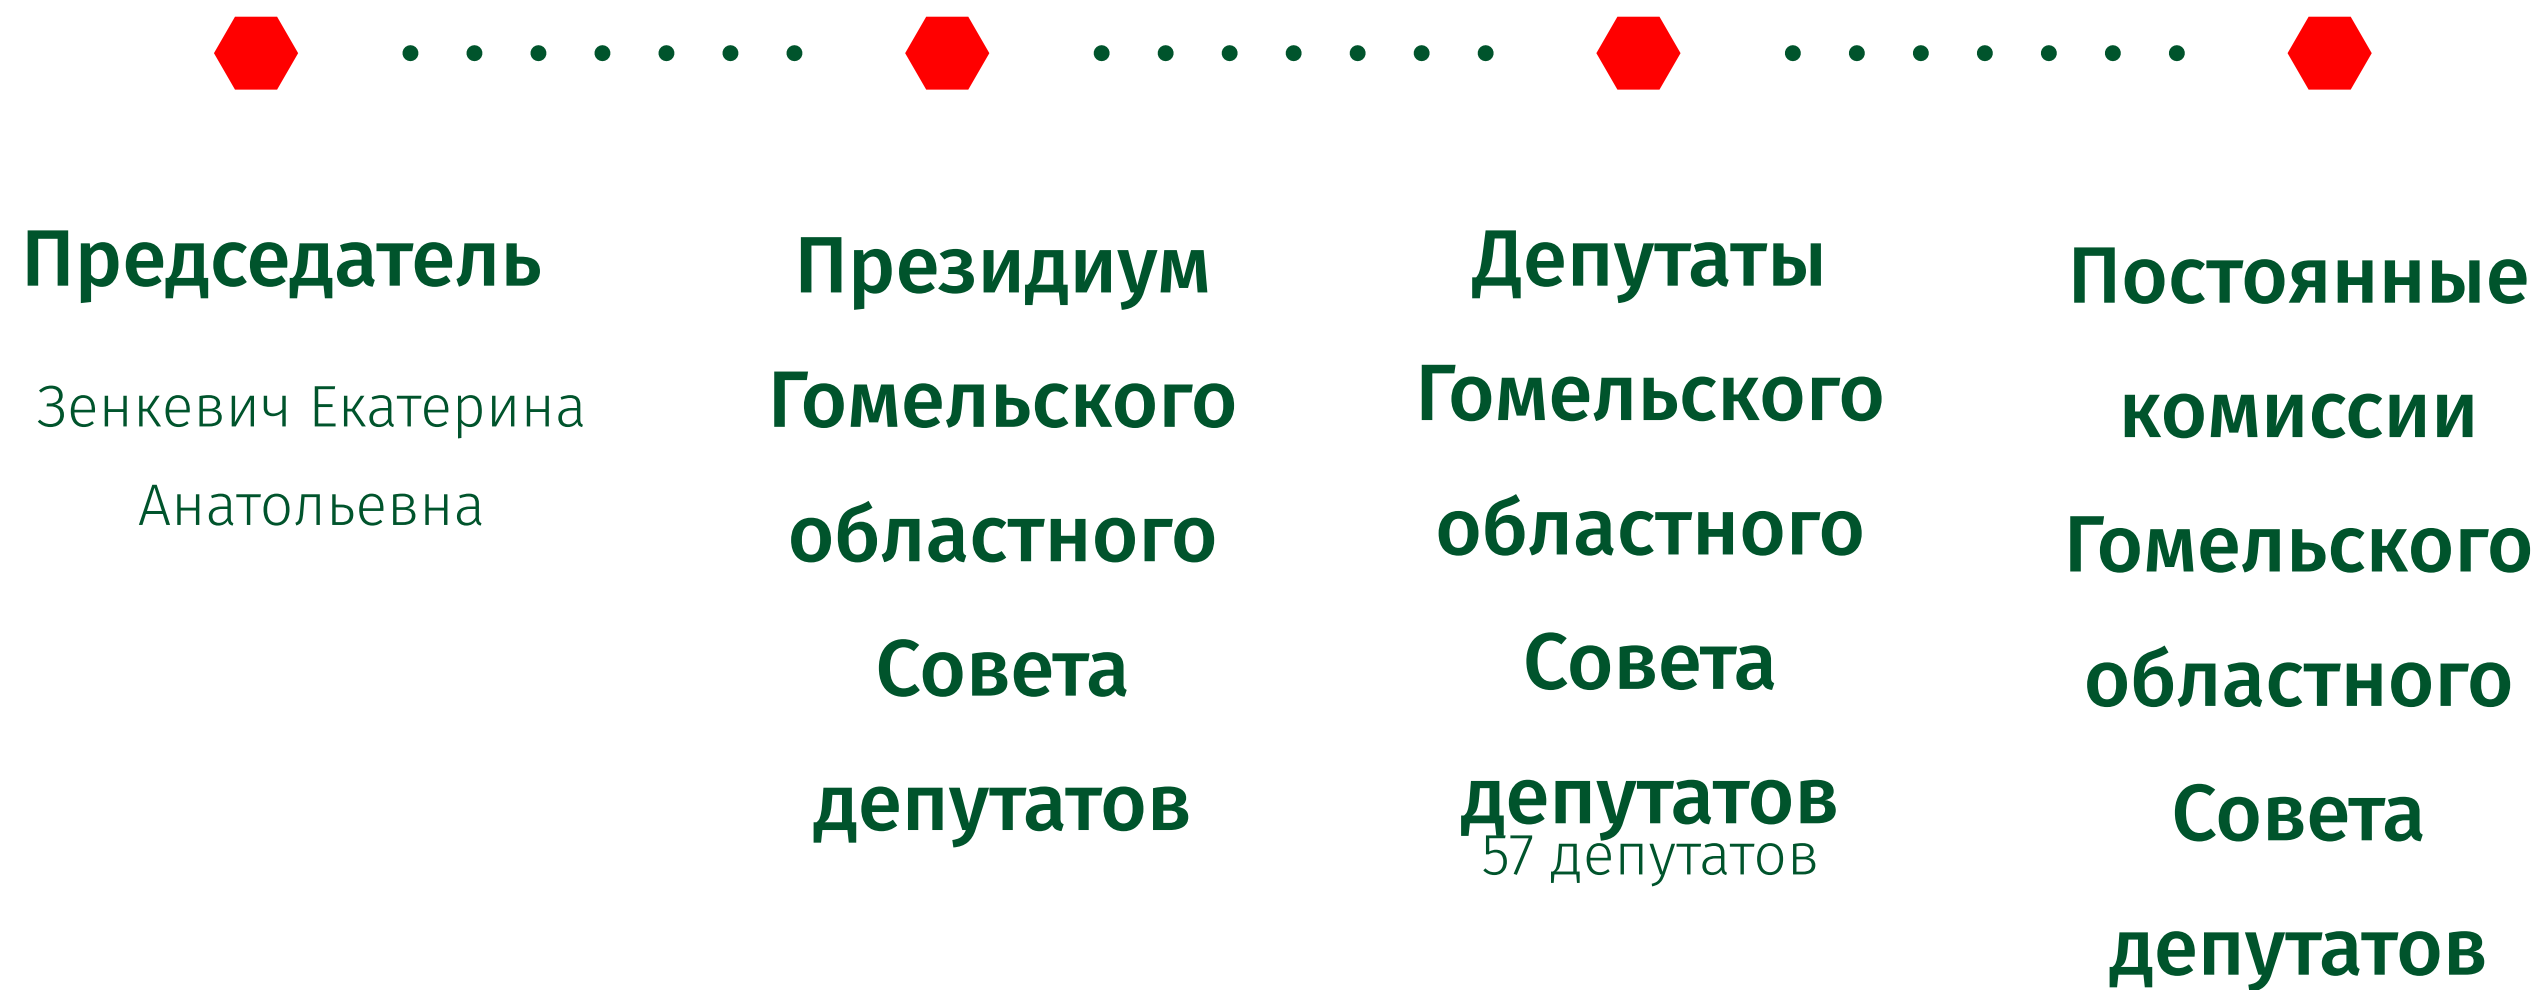 Председатель
Зенкевич Екатерина
Анатольевна
Президиум
Гомельского
областного
Совета
депутатов
Депутаты
Гомельского
областного
Совета
депутатов
57 депутатов
Постоянные
комиссии
Гомельского
областного
Совета
депутатов